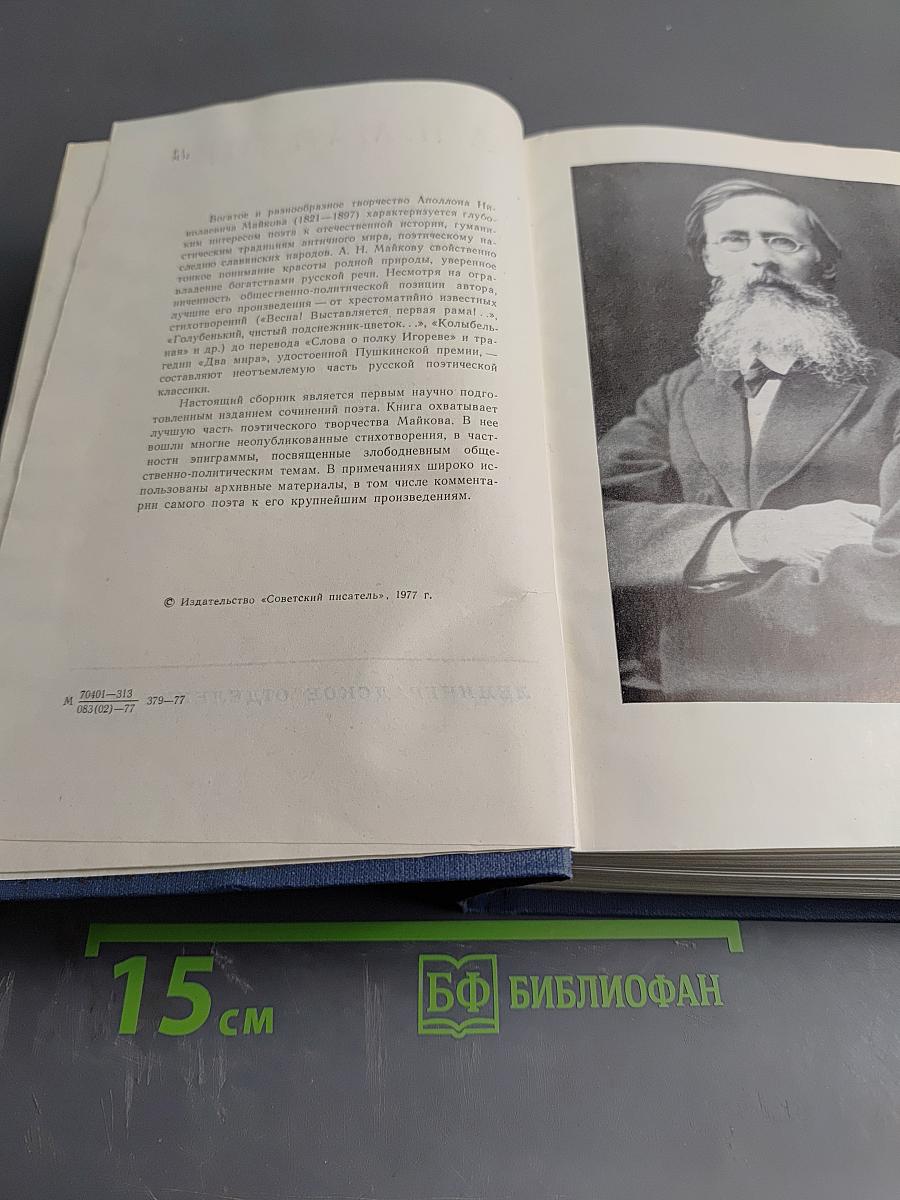 Богатое и разнообразное творчество Аполлона Ни-
колаевича Майкова (1821—1897) характеризуется глубо-
ким интересом поэта к отечественной истории, гумани-
стическим традициям античного мира, поэтическому на-
следию славянских народов. А. Н. Майкову свойственно
тонкое понимание красоты родной природы, уверенное
владение богатствами русской речи. Несмотря на огра-
ниченность общественно-политической позиции автора,
лучшие его произведения — от хрестоматийно известных
стихотворений («Весна! Выставляется первая рама!..»,
«Голубенький, чистый подснежник-цветок...», «Колыбель-
ная» и др.) до перевода «Слова о полку Игореве» и тра-
гедии «Два мира», удостоенной Пушкинской премии, —
составляют неотъемлемую часть русской поэтической
классики.
Настоящий сборник является первым научно подго-
товленным изданием сочинений поэта. Книга охватывает
лучшую часть поэтического творчества Майкова. В нее
вошли многие неопубликованные стихотворения, в част-
ности эпиграммы, посвященные злободневным обще-
ственно-политическим темам. В примечаниях широко ис-
пользованы архивные материалы, в том числе коммента-
рии самого поэта к его крупнейшим произведениям.
© Издательство «Советский писатель», 1977 г.
М 70401—313
083(02)—77 379—77
15 см
БФ БИБЛИОФАН